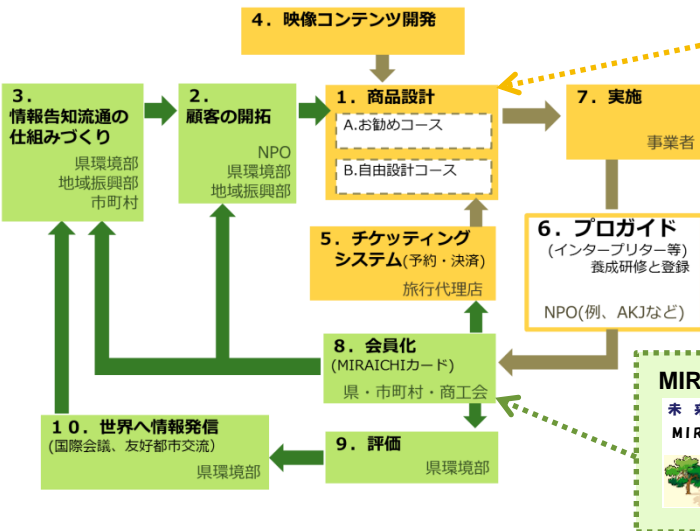 4．映像コンテンツ開発
3．
情報告知流通の
仕組みづくり
県環境部
地域振興部
市町村
2．
顧客の開拓
NPO
県環境部
地域振興部
1．商品設計
A.お勧めコース
B.自由設計コース
7．実施
事業者
5．チケッティング
システム(予約・決済)
旅行代理店
6．プロガイド
(インタープリター等)
養成研修と登録
NPO(例、AKJなど)
8．会員化
(MIRAICHIカード)
県・市町村・商工会
10．世界へ情報発信
(国際会議、友好都市交流)
県環境部
9．評価
県環境部
MIR
未 来
MIR